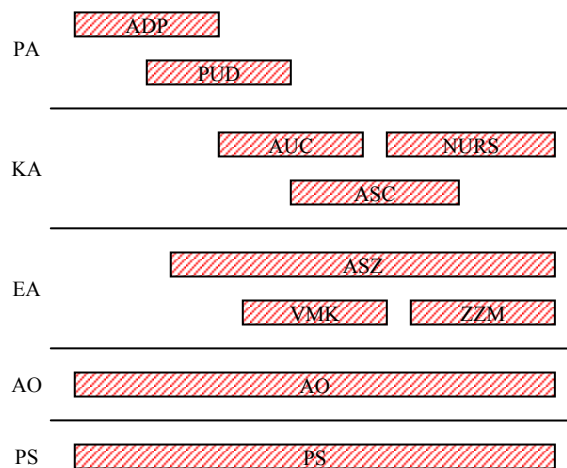 ADP
PA
PUD
AUC NURS
KA
ASC
ASZ
EA
VMK ZZM
AO AO
PS PS